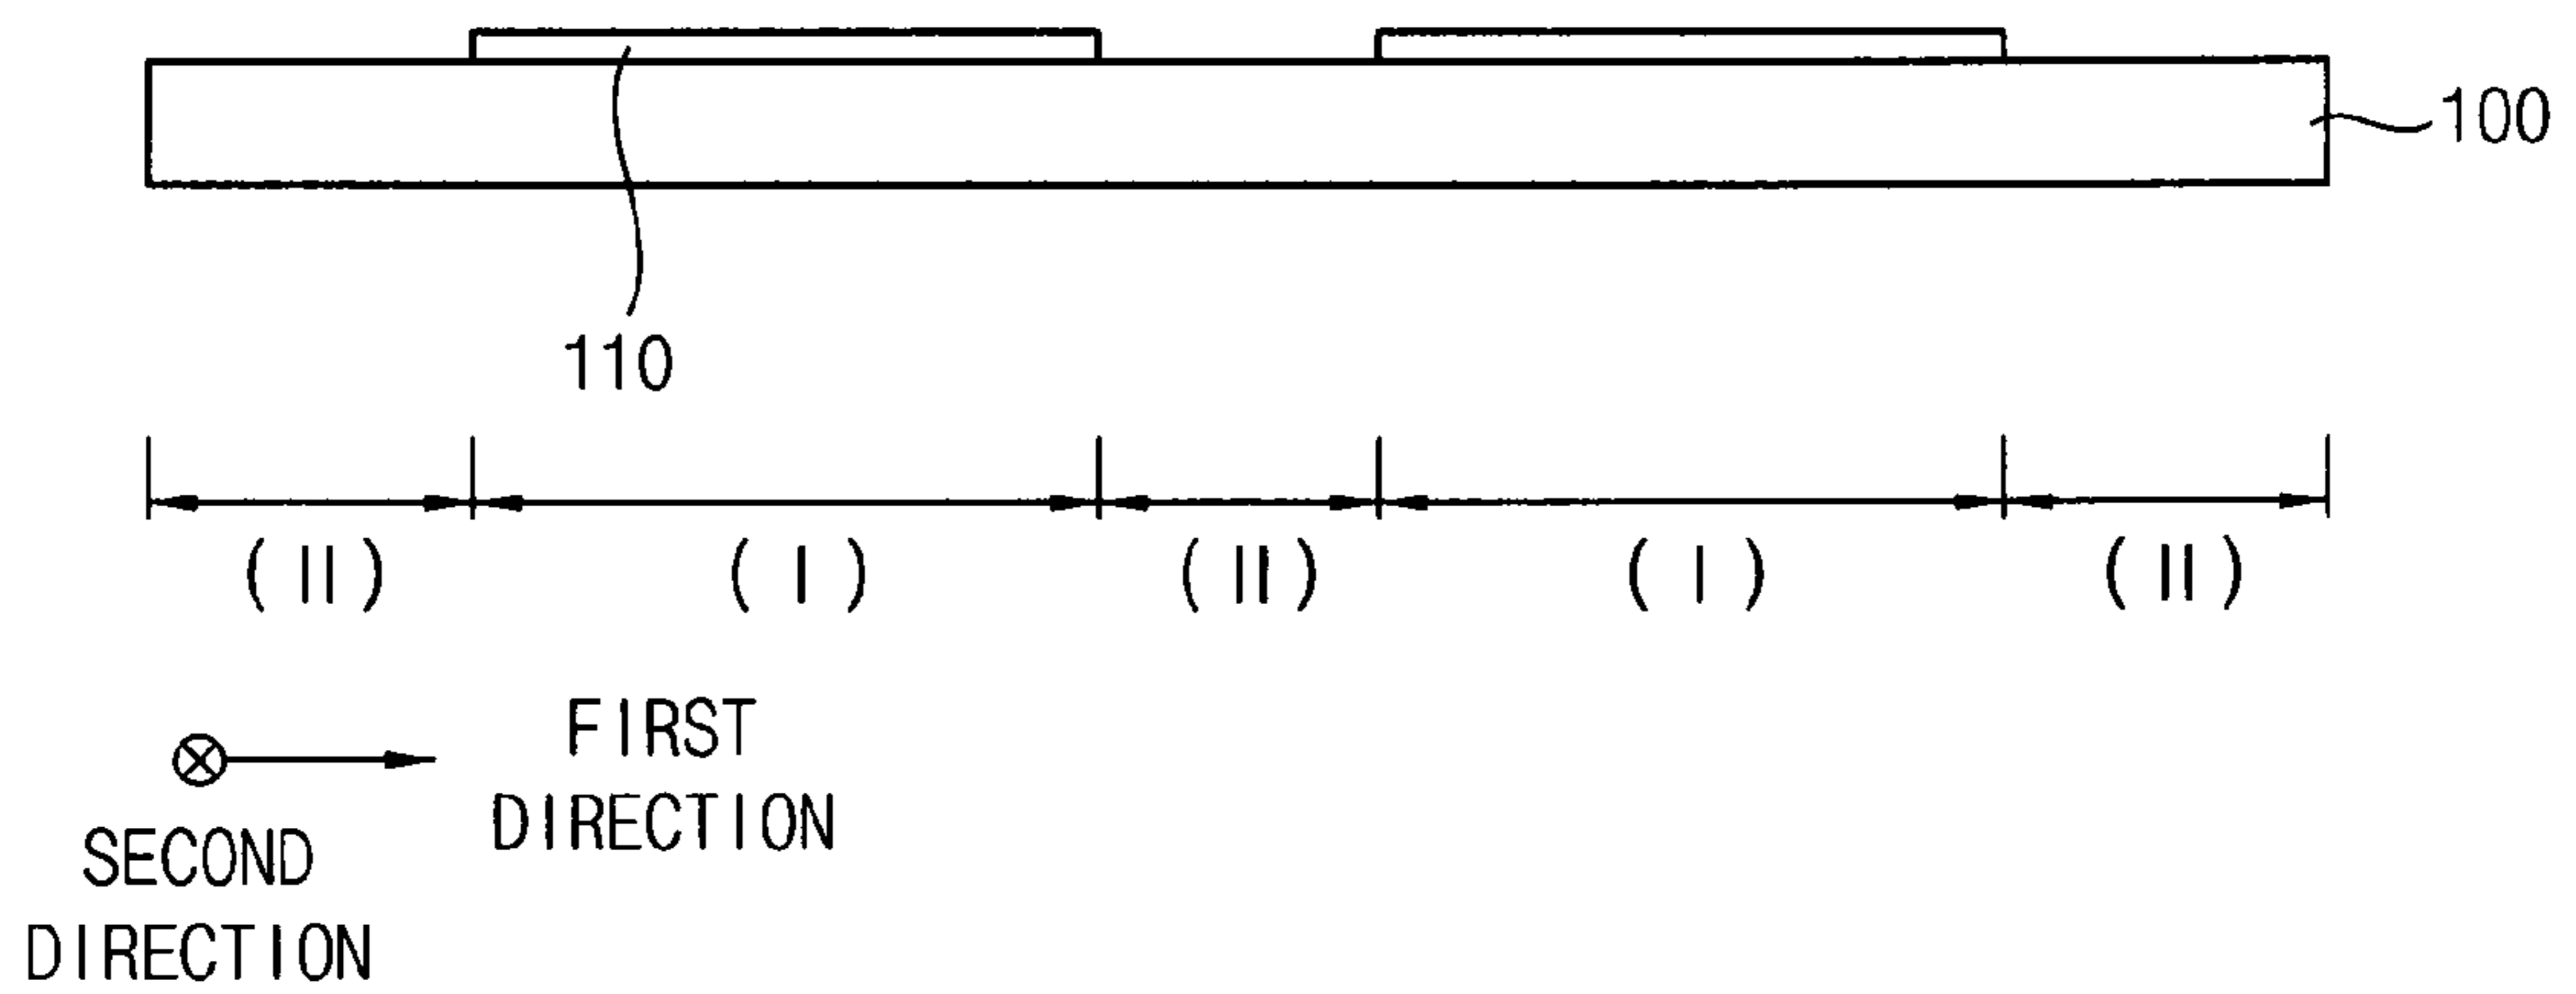 100
110
(II) (I) (II) (I) (II)
FIRST
DIRECTION
SECOND
DIRECTION